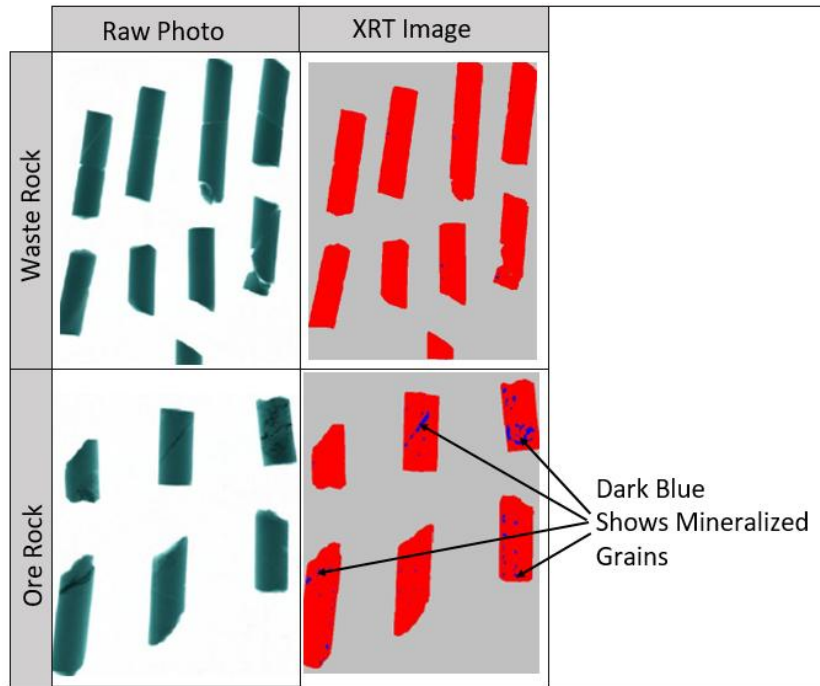 Raw Photo
XRT Image
Waste Rock
Ore Rock
Dark Blue
Shows Mineralized
Grains